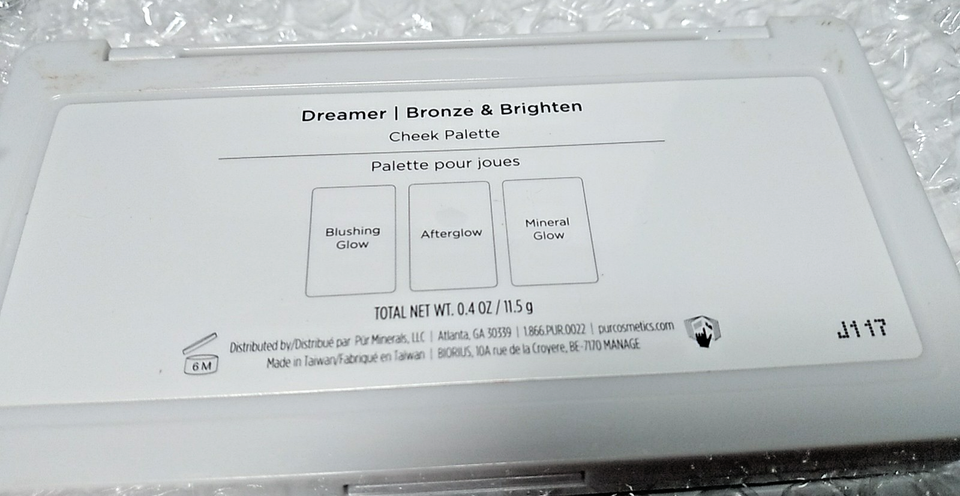 Dreamer | Bronze & Brighten
Cheek Palette
Palette pour joues
Blushing
Glow
Afterglow
Mineral
Glow
TOTAL NET WT. 0.4 OZ / 11.5 g
Distributed by/Distribué par Pür Minerals, LLC | Atlanta, GA 30339 | 1.866.PUR.0022 | purcosmetics.com
Made in Taiwan/Fabriqué en Taïwan | BIORIUS, 10A rue de la Croyere, BE-7170 MANAGE
6 M
J117